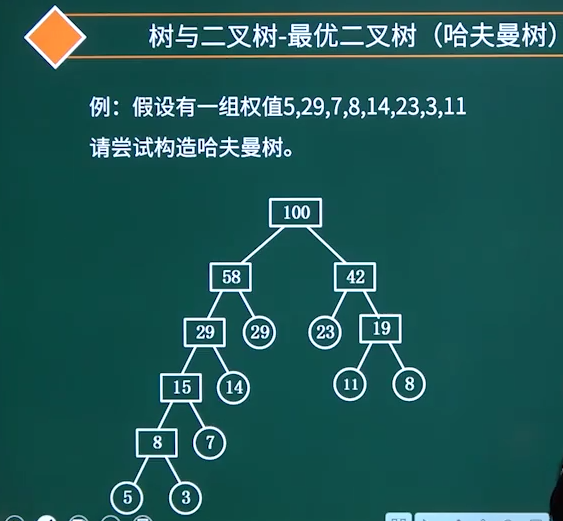 树与二叉树-最优二叉树（哈夫曼树）
例：假设有一组权值5,29,7,8,14,23,3,11
请尝试构造哈夫曼树。
100
58 42
29 29 23 19
15 14 11 8
8 7
5 3